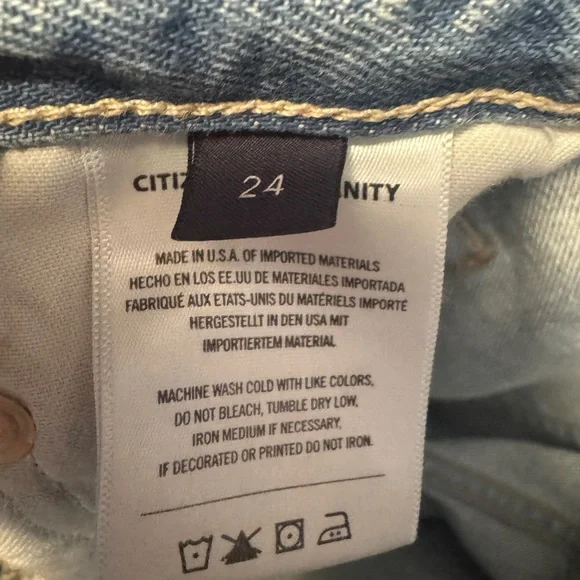 CITIZ NITY
24
MADE IN U.S.A. OF IMPORTED MATERIALS
HECHO EN LOS EE.UU DE MATERIALES IMPORTADA
FABRIQUÉ AUX ETATS-UNIS DU MATÉRIELS IMPORTÉ
HERGESTELLT IN DEN USA MIT
IMPORTIERTEM MATERIAL
MACHINE WASH COLD WITH LIKE COLORS,
DO NOT BLEACH, TUMBLE DRY LOW,
IRON MEDIUM IF NECESSARY.
IF DECORATED OR PRINTED DO NOT IRON.